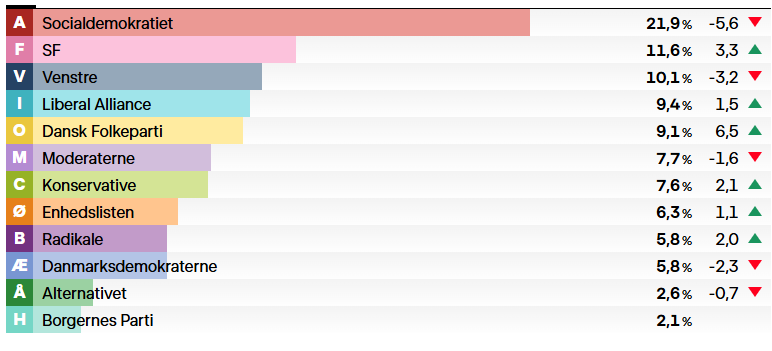 A Socialdemokratiet 21,9% -5,6
F SF 11,6% 3,3
V Venstre 10,1% -3,2
I Liberal Alliance 9,4% 1,5
O Dansk Folkeparti 9,1% 6,5
M Moderaterne 7,7% -1,6
C Konservative 7,6% 2,1
Ø Enhedslisten 6,3% 1,1
B Radikale 5,8% 2,0
Æ Danmarksdemokraterne 5,8% -2,3
Å Alternativet 2,6% -0,7
H Borgernes Parti 2,1%